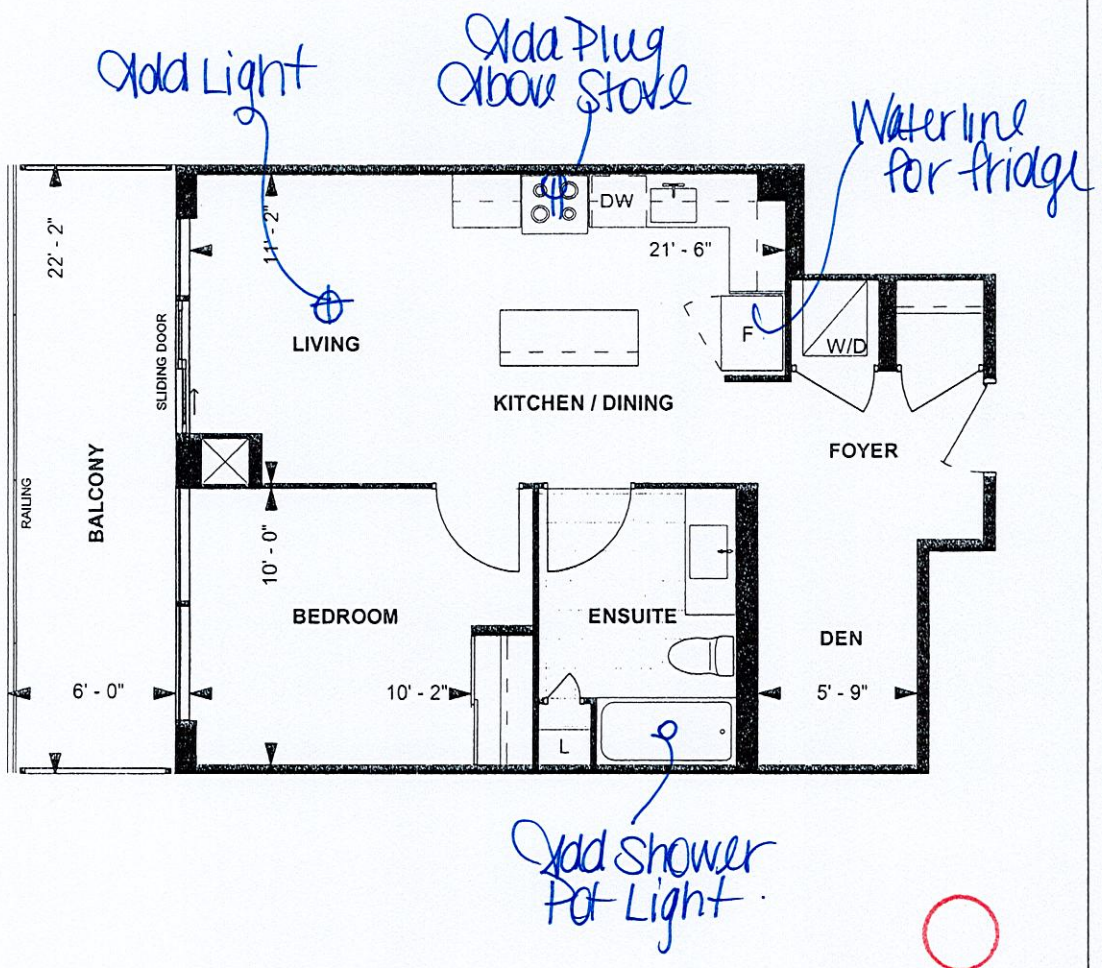 Add Light
Add Plug
Above Stove
Waterline
for fridge
22' - 2"
11' - 2"
DW
21' - 6"
SLIDING DOOR
LIVING
F
W/D
KITCHEN / DINING
FOYER
RAILING
BALCONY
10' - 0"
BEDROOM
ENSUITE
DEN
6' - 0"
10' - 2"
5' - 9"
L
Add Shower
Pot Light.